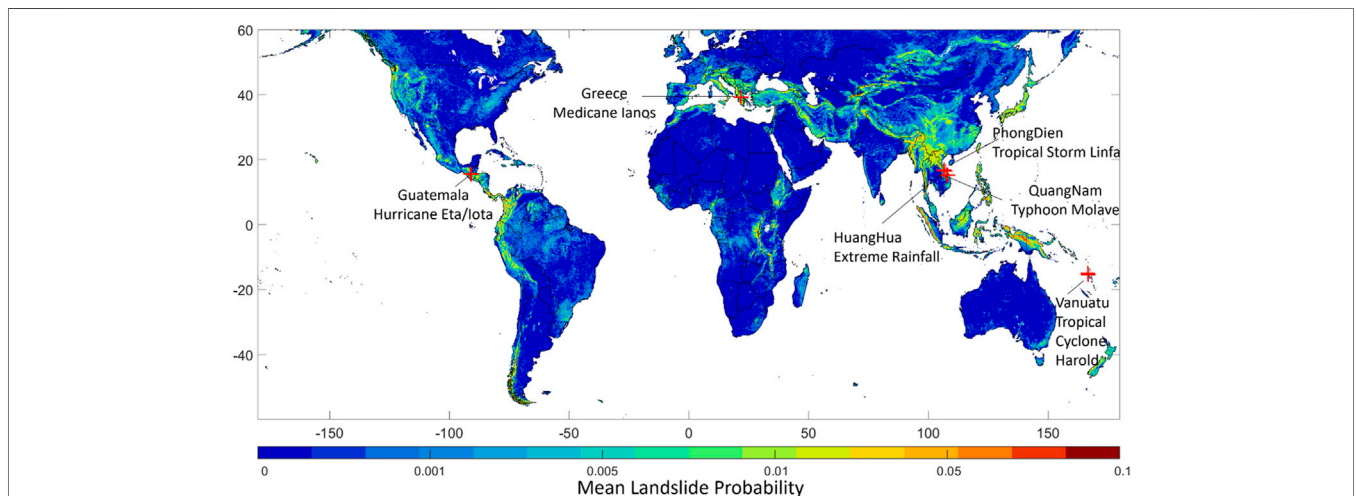 60
40
20
0
-20
-40
Greece
Medicane Ianos
PhongDien
Tropical Storm Linfa
Guatemala
Hurricane Eta/Iota
QuangNam
Typhoon Molave
HuangHua
Extreme Rainfall
Vanuatu
Tropical
Cyclone
Harold
-150 -100 -50 0 50 100 150
0 0.001 0.005 0.01 0.05 0.1
Mean Landslide Probability